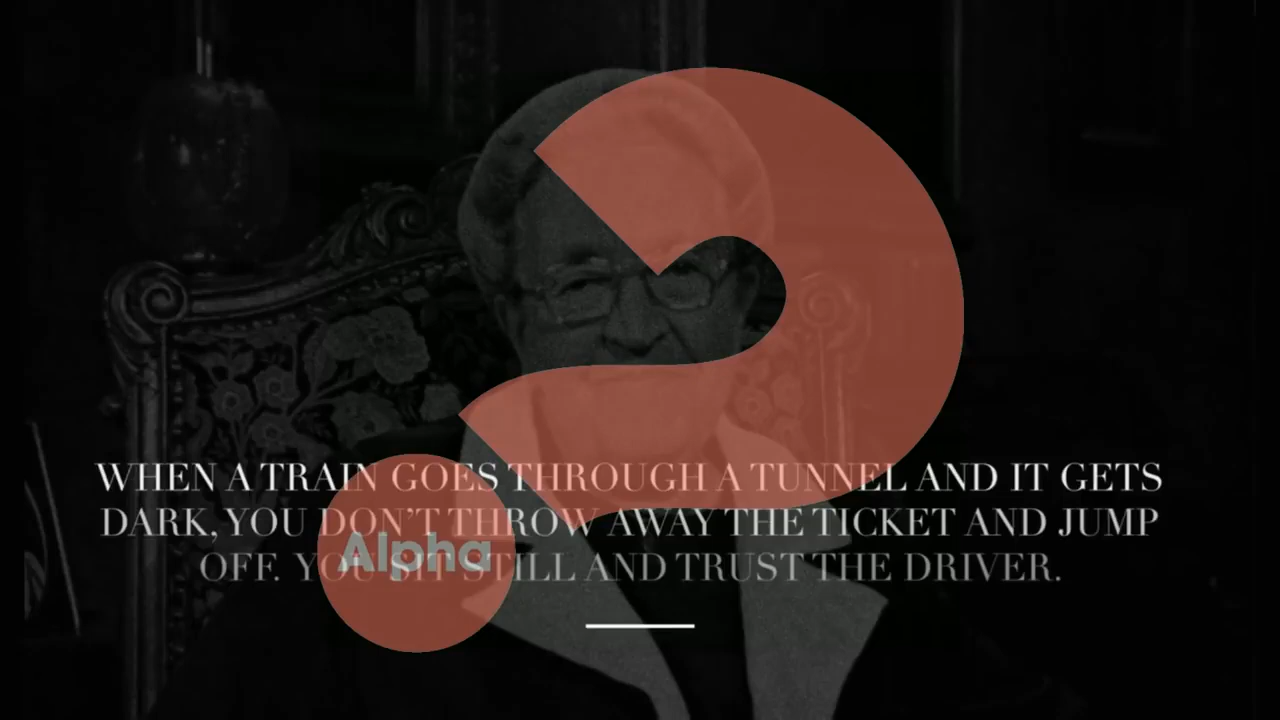 WHEN A TRAIN GOES THROUGH A TUNNEL AND IT GETS
DARK, YOU DON'T THROW AWAY THE TICKET AND JUMP
OFF. YOU SIT STILL AND TRUST THE DRIVER.
Alpha